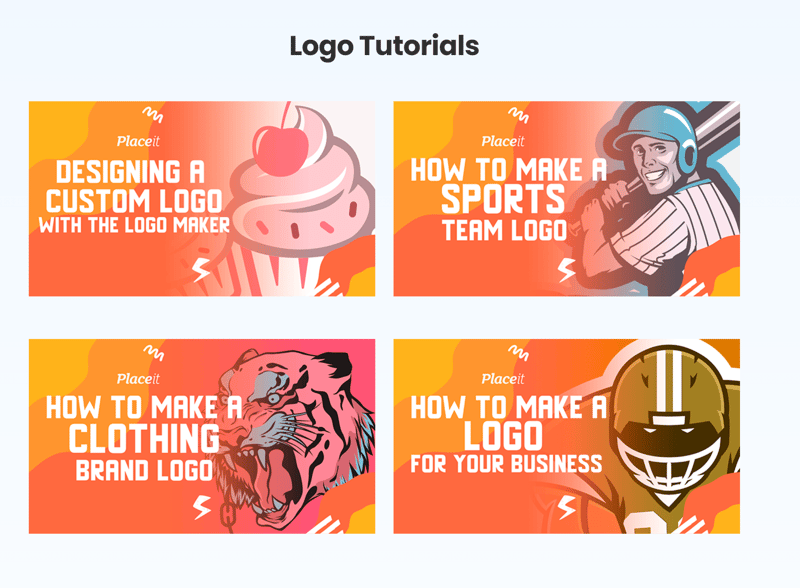 Logo Tutorials
Placeit
DESIGNING A
CUSTOM LOGO
WITH THE LOGO MAKER
Placeit
HOW TO MAKE A
SPORTS
TEAM LOGO
Placeit
HOW TO MAKE A
CLOTHING
BRAND LOGO
Placeit
HOW TO MAKE A
LOGO
FOR YOUR BUSINESS